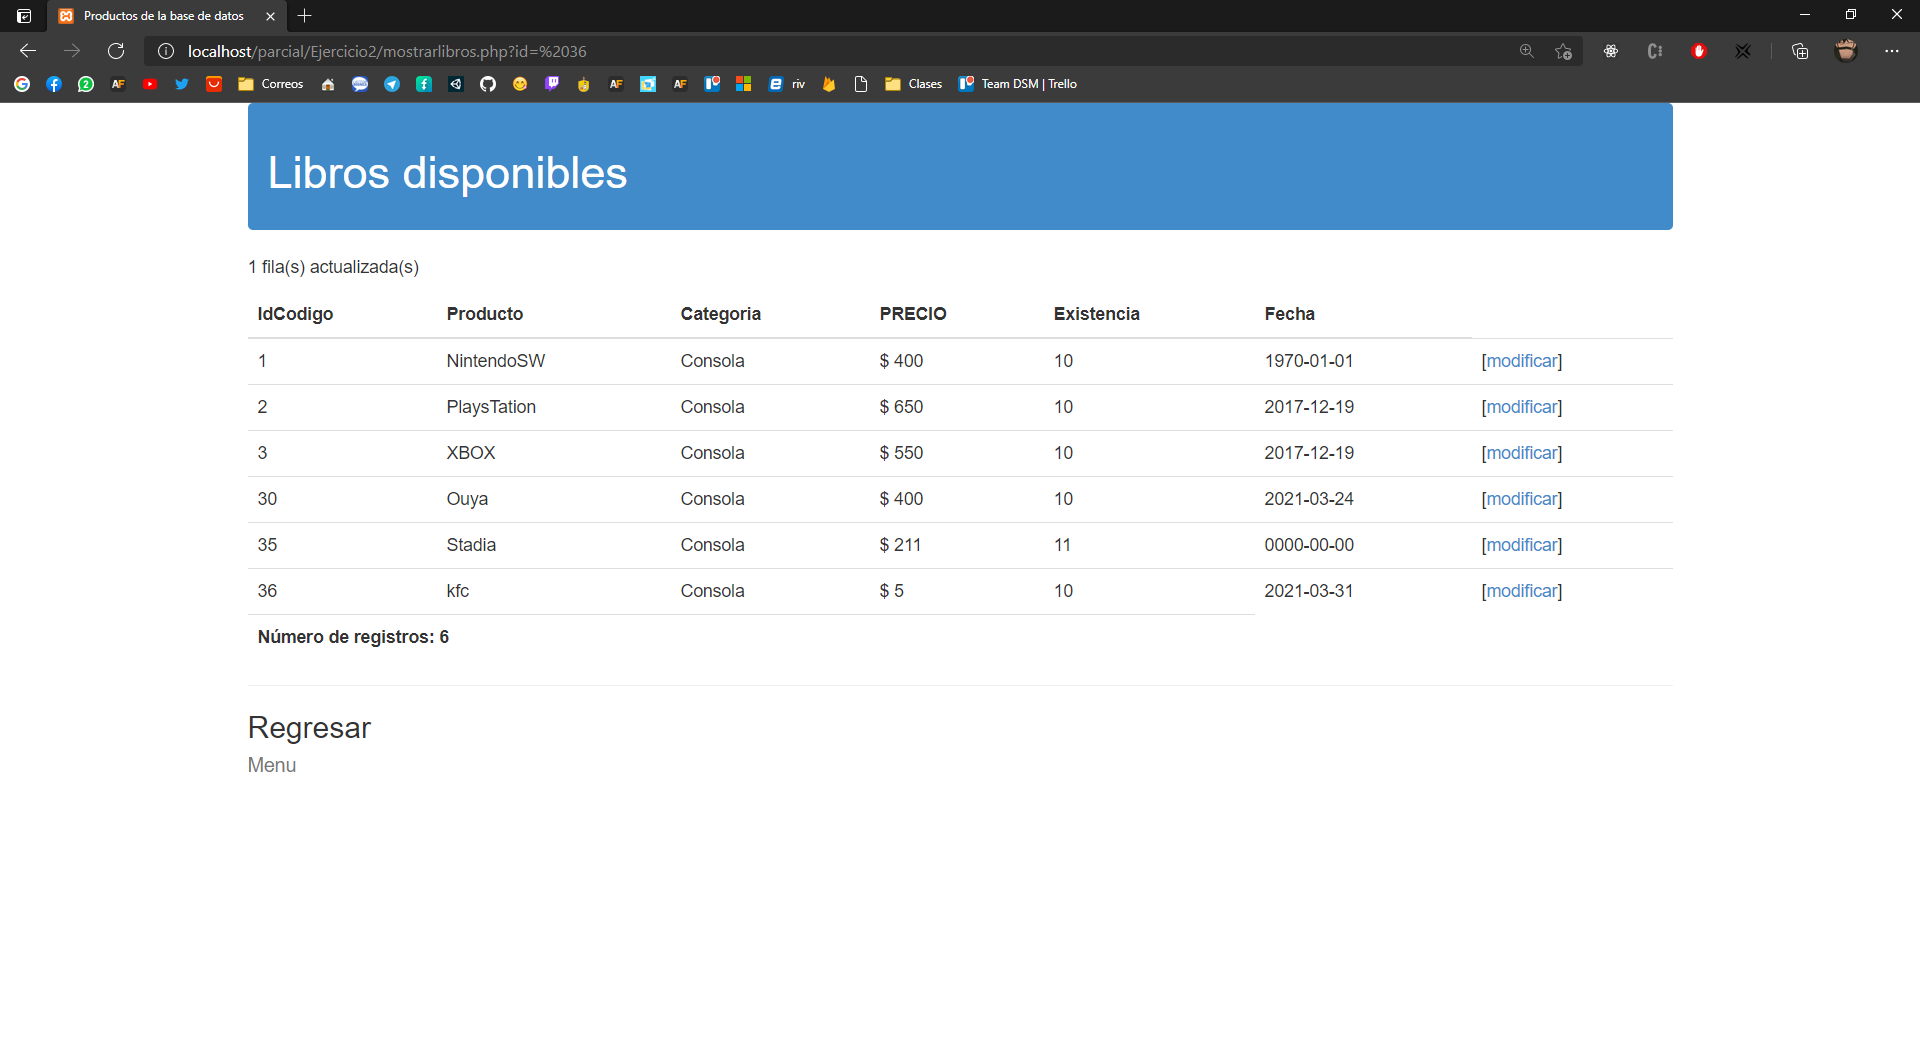 Productos de la base de datos
localhost/parcial/Ejercicio2/mostrarlibros.php?id=%2036
Correos
riv
Clases
Team DSM | Trello
Libros disponibles
1 fila(s) actualizada(s)
IdCodigo Producto Categoria PRECIO Existencia Fecha
1 NintendoSW Consola $ 400 10 1970-01-01 [modificar]
2 PlaysTation Consola $ 650 10 2017-12-19 [modificar]
3 XBOX Consola $ 550 10 2017-12-19 [modificar]
30 Ouya Consola $ 400 10 2021-03-24 [modificar]
35 Stadia Consola $ 211 11 0000-00-00 [modificar]
36 kfc Consola $ 5 10 2021-03-31 [modificar]
Número de registros: 6
Regresar
Menu